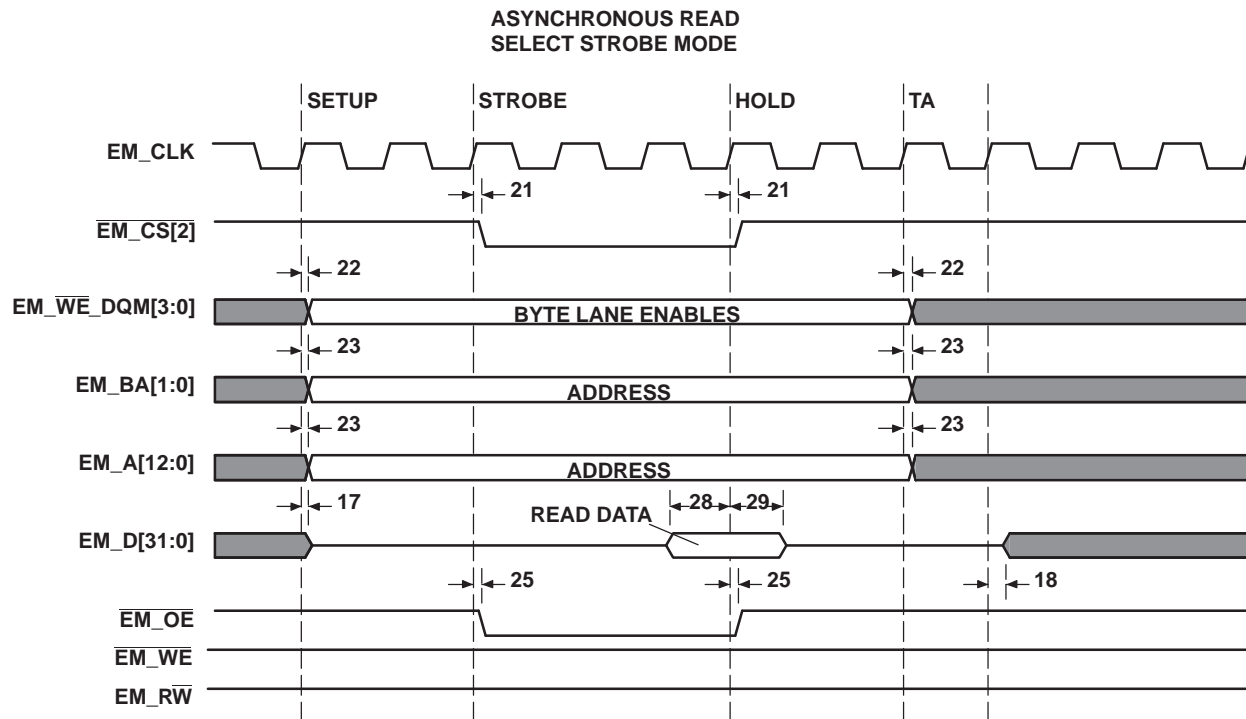 ASYNCHRONOUS READ
SELECT STROBE MODE
SETUP STROBE HOLD TA
EM_CLK
21 21
EM_CS[2]
22 22
EM_WE_DQM[3:0] BYTE LANE ENABLES
23 23
EM_BA[1:0] ADDRESS
23 23
EM_A[12:0] ADDRESS
17 28 29
READ DATA
EM_D[31:0]
25 25 18
EM_OE
EM_WE
EM_RW